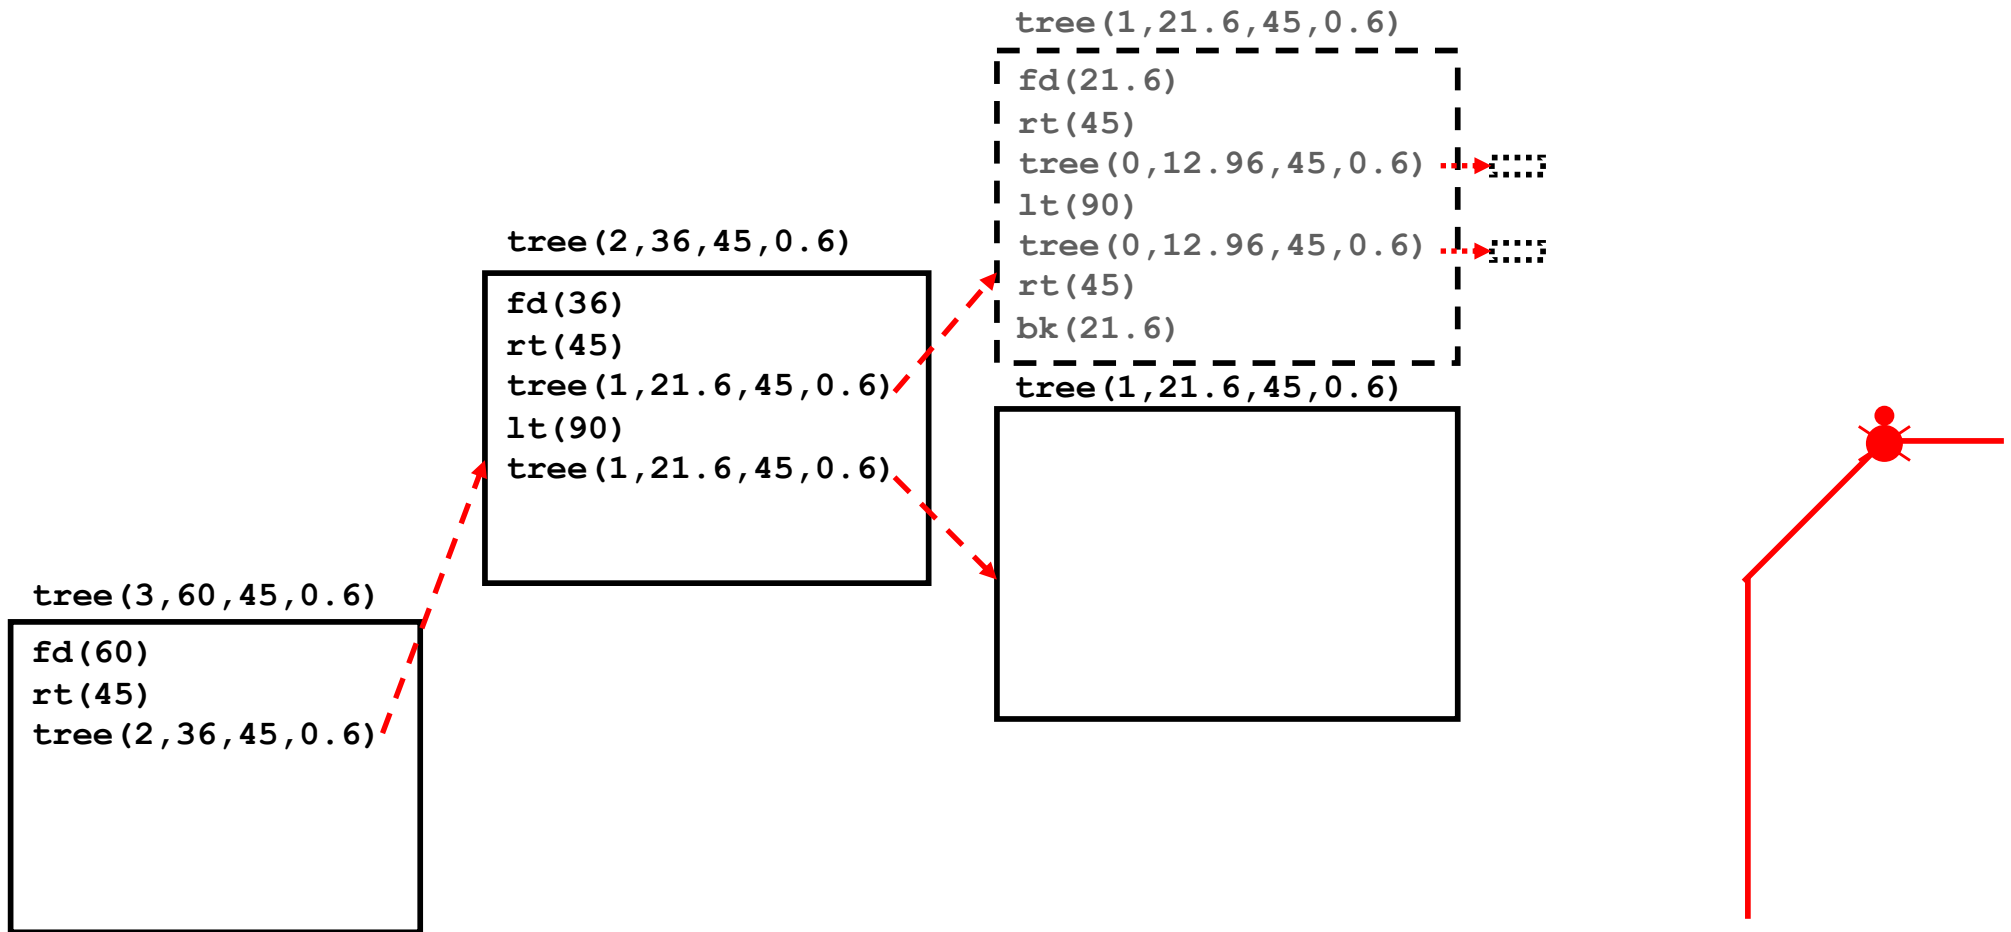 tree(1,21.6,45,0.6)
fd(21.6)
rt(45)
tree(0,12.96,45,0.6)
lt(90)
tree(0,12.96,45,0.6)
rt(45)
bk(21.6)
tree(2,36,45,0.6)
fd(36)
rt(45)
tree(1,21.6,45,0.6)
lt(90)
tree(1,21.6,45,0.6)
tree(1,21.6,45,0.6)
tree(3,60,45,0.6)
fd(60)
rt(45)
tree(2,36,45,0.6)